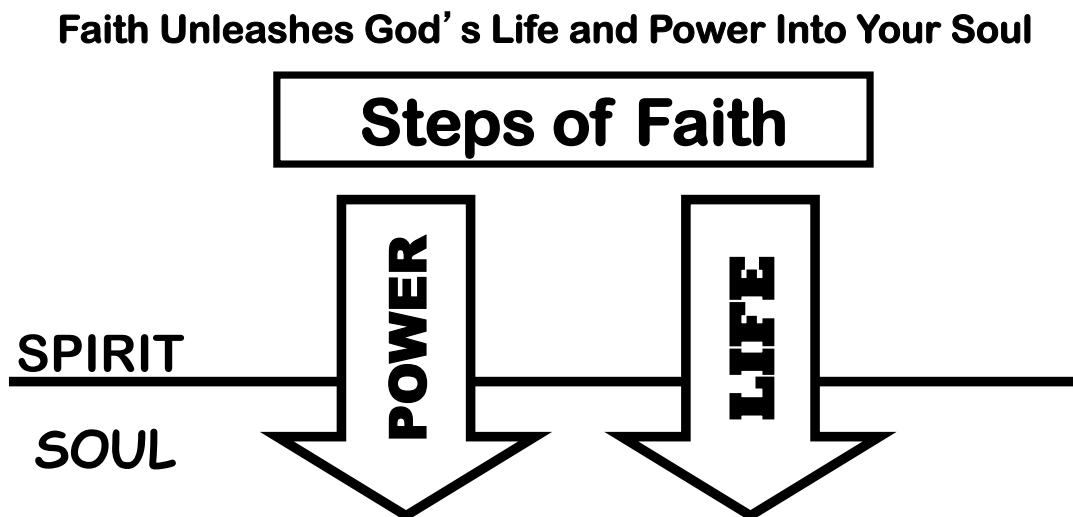 Faith Unleashes God’s Life and Power Into Your Soul
Steps of Faith
POWER
LIFE
SPIRIT
SOUL